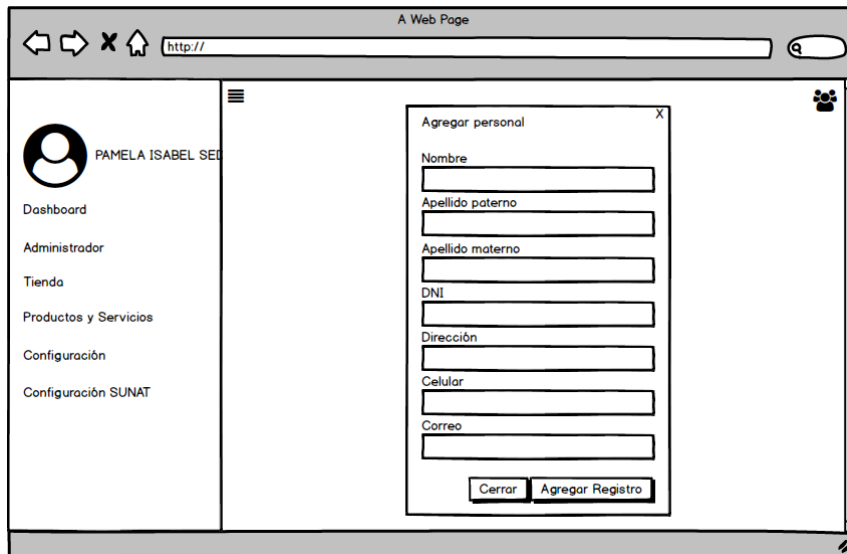 A Web Page
http://
PAMELA ISABEL SED
Dashboard
Administrador
Tienda
Productos y Servicios
Configuración
Configuración SUNAT
Agregar personal
X
Nombre
Apellido paterno
Apellido materno
DNI
Dirección
Celular
Correo
Cerrar
Agregar Registro